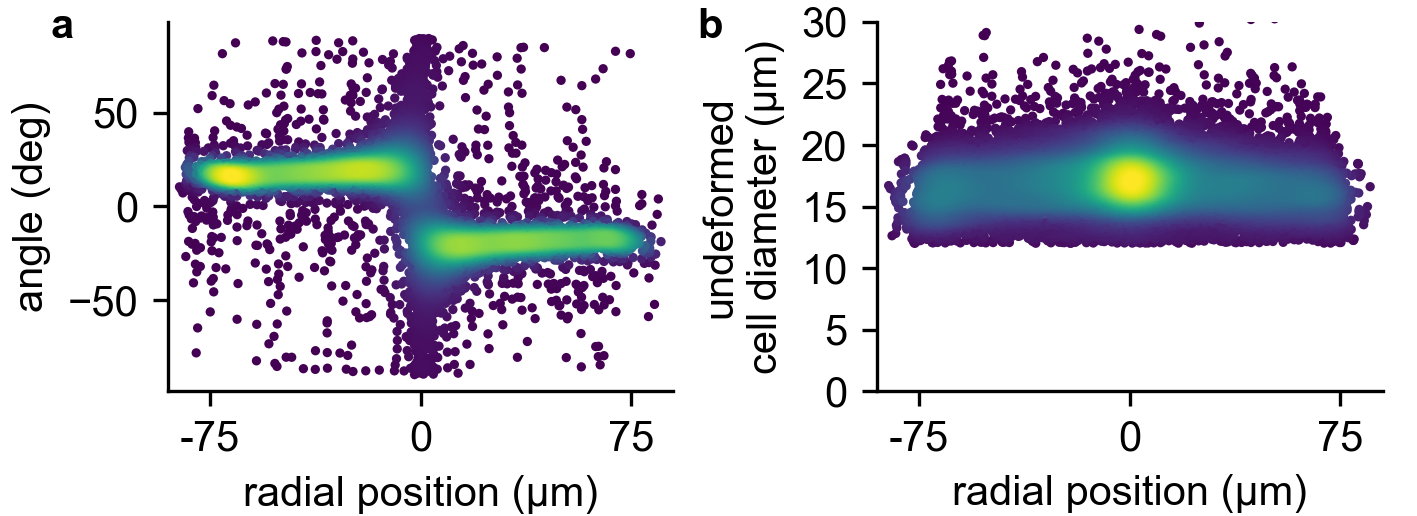 a
angle (deg)
50
0
−50
-75 0 75
radial position (µm)
b
undeformed
cell diameter (µm)
30
25
20
15
10
5
0
-75 0 75
radial position (µm)